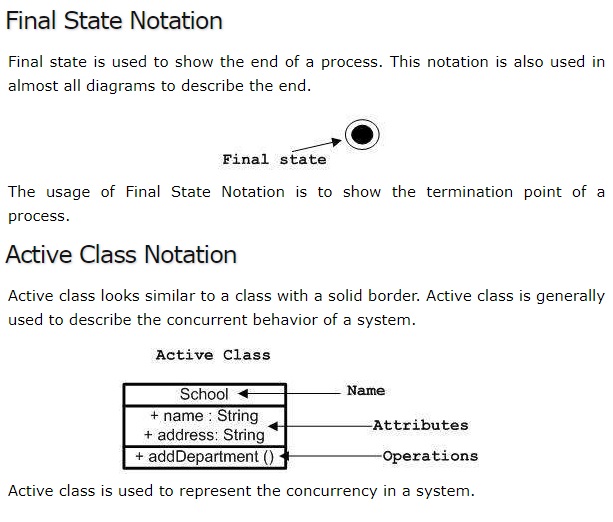 Final State Notation
Final state is used to show the end of a process. This notation is also used in
almost all diagrams to describe the end.
Final state
The usage of Final State Notation is to show the termination point of a
process.
Active Class Notation
Active class looks similar to a class with a solid border. Active class is generally
used to describe the concurrent behavior of a system.
Active Class
School
Name
+ name : String
+ address: String
Attributes
+ addDepartment ()
Operations
Active class is used to represent the concurrency in a system.